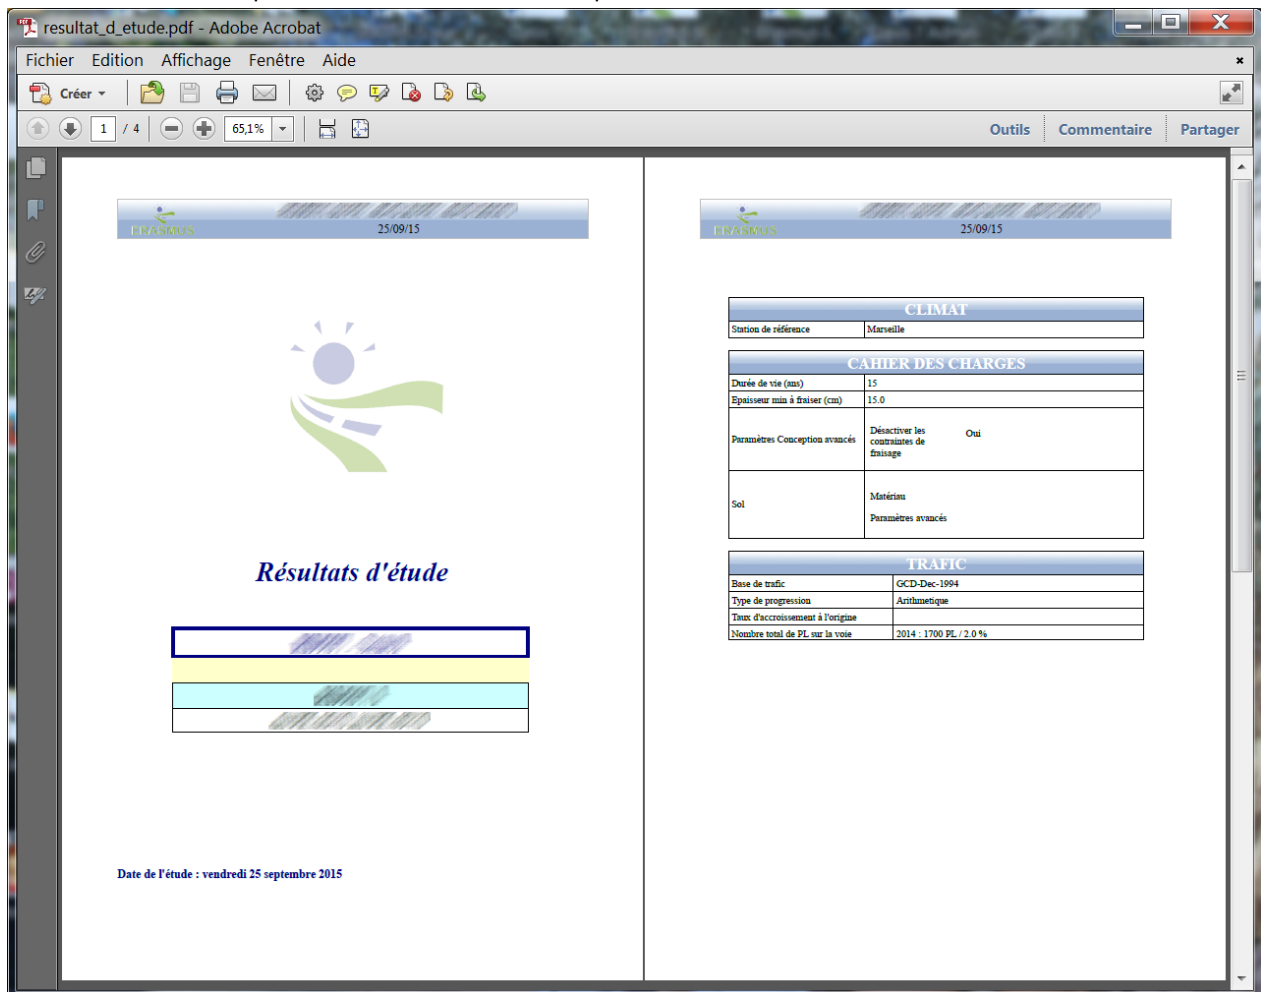 resultat_d_etude.pdf - Adobe Acrobat
Fichier Edition Affichage Fenêtre Aide
Créer
1 / 4 65,1% Outils Commentaire Partager
ERASMUS
25/09/15
Résultats d'étude
Date de l'étude : vendredi 25 septembre 2015
ERASMUS
25/09/15
CLIMAT
Station de référence Marseille
CAHIER DES CHARGES
Durée de vie (ans) 15
Epaisseur min à fraiser (cm) 15.0
Paramètres Conception avancés Désactiver les contraintes de fraisage Oui
Sol Matériau
Paramètres avancés
TRAFIC
Base de trafic GCD-Dec-1994
Type de progression Arithmetique
Taux d'accroissement à l'origine
Nombre total de PL sur la voie 2014 : 1700 PL / 2.0 %